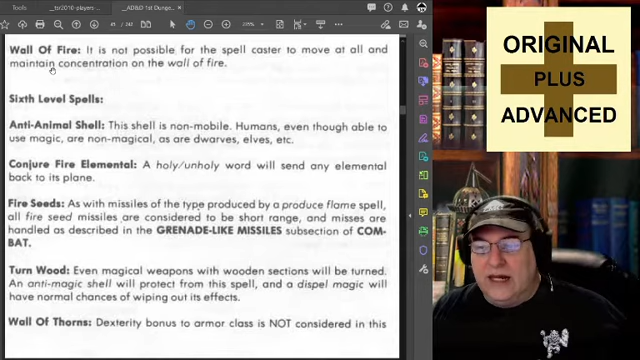 _tsr2010-players
_AD&D 1st Dunge
Wall Of Fire: It is not possible for the spell caster to move at all and
maintain concentration on the wall of fire.
Sixth Level Spells:
Anti-Animal Shell: This shell is non-mobile. Humans, even though able to
use magic, are non-magical, as are dwarves, elves, etc.
Conjure Fire Elemental: A holy/unholy word will send any elemental
back to its plane.
Fire Seeds: As with missiles of the type produced by a produce flame spell,
all fire seed missiles are considered to be short range, and misses are
handled as described in the GRENADE-LIKE MISSILES subsection of COM-
BAT.
Turn Wood: Even magical weapons with wooden sections will be turned.
An anti-magic shell will protect from this spell, and a dispel magic will
have normal chances of wiping out its effects.
Wall Of Thorns: Dexterity bonus to armor class is NOT considered in this
ORIGINAL
PLUS
ADVANCED